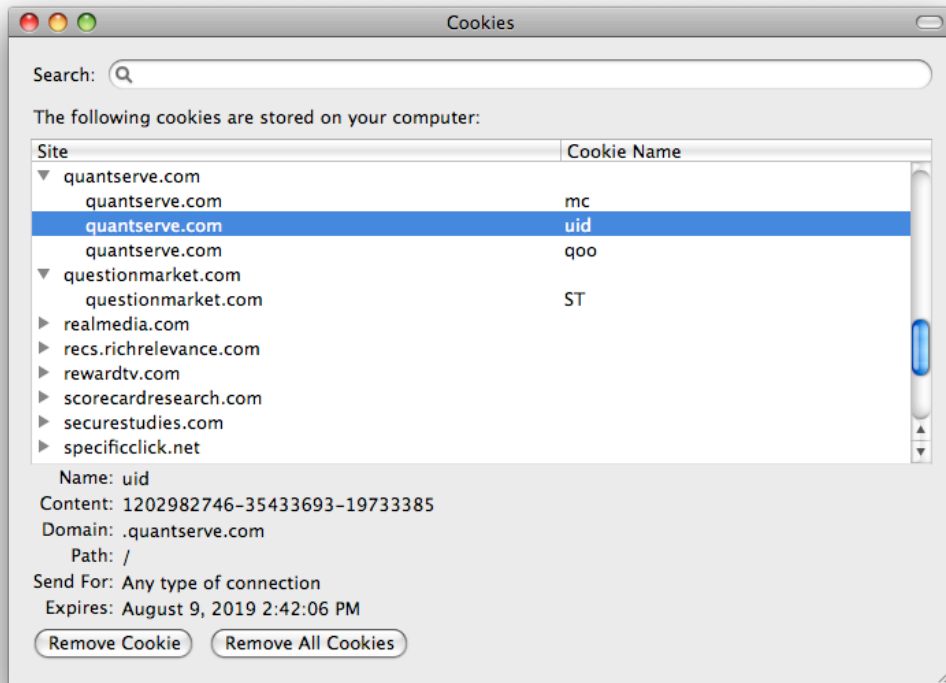 Cookies
Search:
The following cookies are stored on your computer:
Site Cookie Name
quantserve.com
quantserve.com mc
quantserve.com uid
quantserve.com qoo
questionmarket.com
questionmarket.com ST
realmedia.com
recs.richrelevance.com
rewardtv.com
scorecardresearch.com
securestudies.com
specificclick.net
Name: uid
Content: 1202982746-35433693-19733385
Domain: .quantserve.com
Path: /
Send For: Any type of connection
Expires: August 9, 2019 2:42:06 PM
Remove Cookie Remove All Cookies